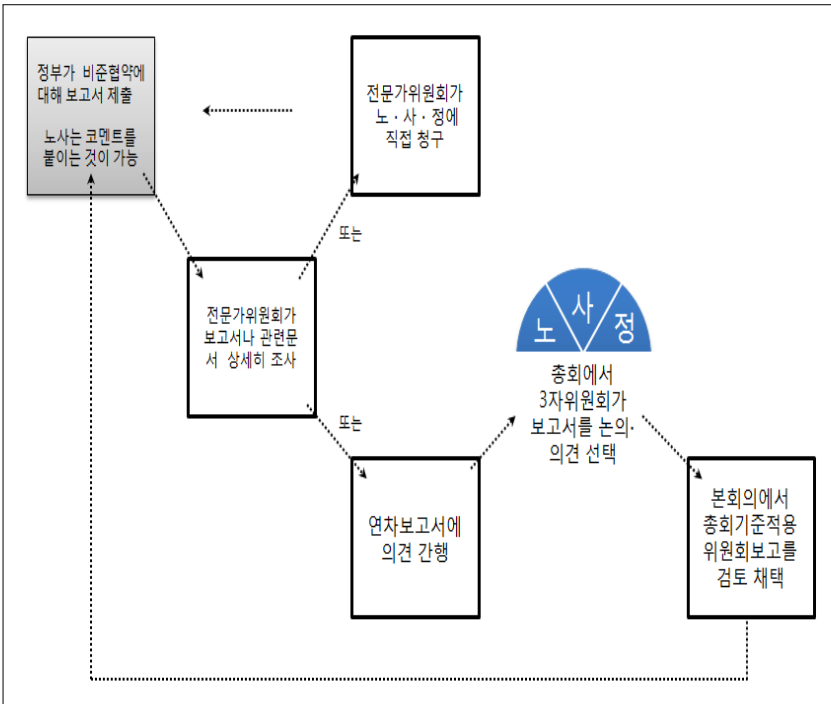 정부가 비준협약에
대해 보고서 제출
노사는 코멘트를
붙이는 것이 가능
전문가위원회가
노·사·정에
직접 청구
또는
전문가위원회가
보고서나 관련문
서 상세히 조사
또는
연차보고서에
의견 간행
노 사 정
총회에서
3자위원회가
보고서를 논의·
의견 선택
본회의에서
총회기준적용
위원회보고를
검토 채택